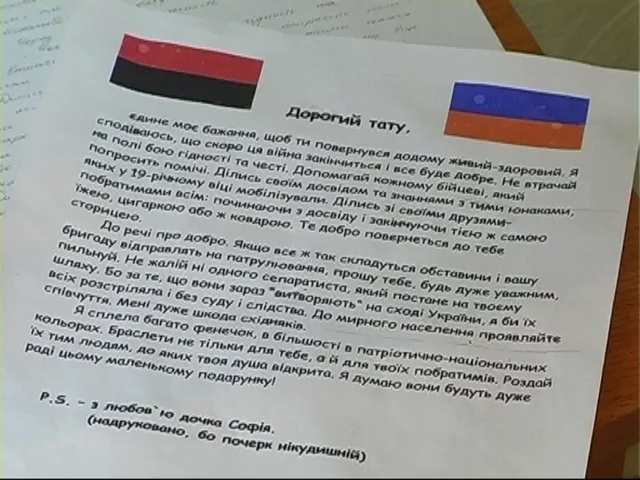 Дорогий тату,
єдине моє бажання, щоб ти повернувся додому живий-здоровий. Я
сподіваюсь, що скоро ця війна закінчиться і все буде добре. Не втрачай
на полі бою гідності та честі. Допомагай кожному бійцеві, який
попросить помічі. Ділись своїм досвідом та знаннями з тими юнаками,
яких у 19-річному віці мобілізували. Ділись зі своїми друзями-
побратимами всім: починаючи з досвіду і закінчуючи тією ж самою
їжею, цигаркою або ж ковдрою. Те добро повернеться до тебе
сторицею.
До речі про добро. Якщо все ж так складуться обставини і вашу
бригаду відправлять на патрулювання, прошу тебе, будь дуже уважним,
пильнуй. Не жалій ні одного сепаратиста, який постане на твоєму
шляху. Бо за те, що вони зараз "витворяють" на сході України, я би їх
всіх розстріляла і без суду і слідства. До мирного населення проявляйте
співчуття. Мені дуже шкода східняків.
Я сплела багато фенечок, в більшості в патріотично-національних
кольорах. Браслети не тільки для тебе, а й для твоїх побратимів. Роздай
їх тим людям, до яких твоя душа відкрита. Я думаю вони будуть дуже
раді цьому маленькому подарунку!
P.S. - з любов`ю дочка Софія.
(надруковано, бо почерк нікудишній)